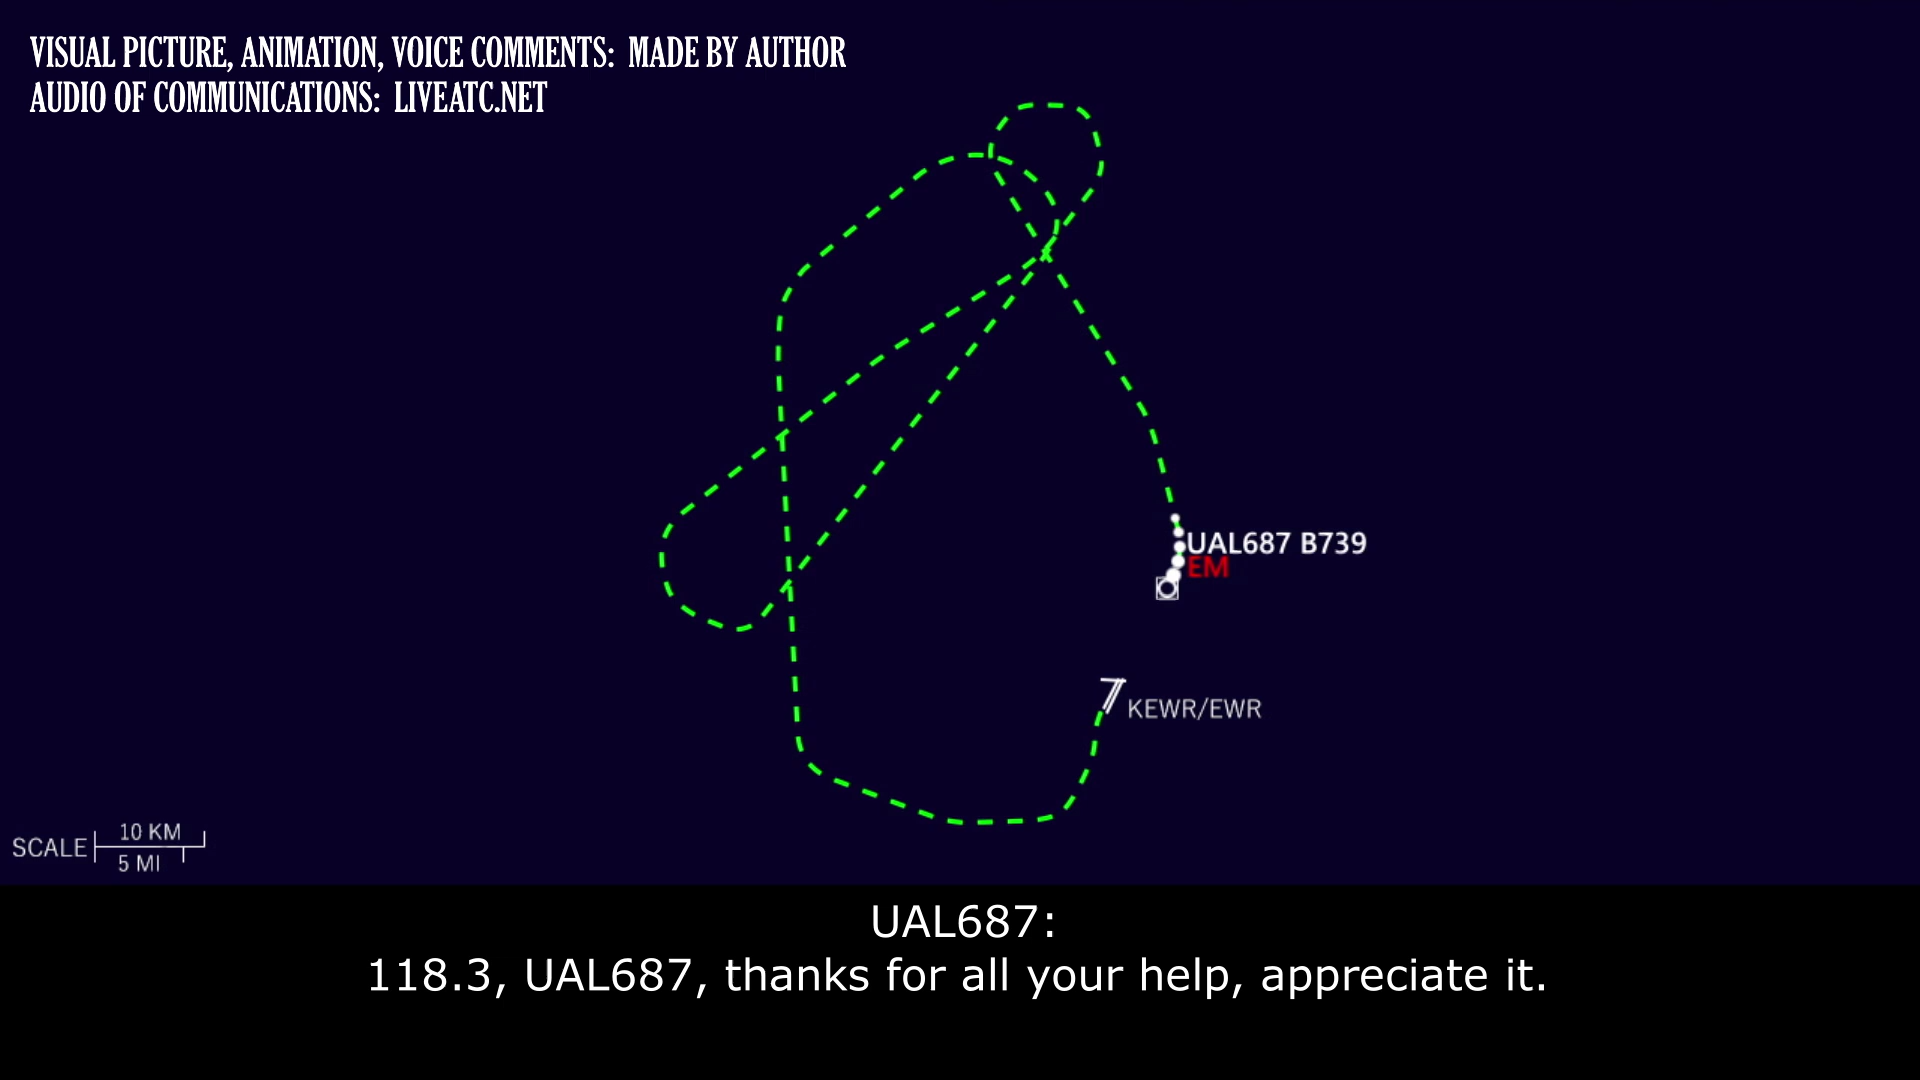 VISUAL PICTURE, ANIMATION, VOICE COMMENTS: MADE BY AUTHOR
AUDIO OF COMMUNICATIONS: LIVEATC.NET
UAL687 B739
EM
KEWR/EWR
SCALE
10 KM
5 MI
UAL687:
118.3, UAL687, thanks for all your help, appreciate it.